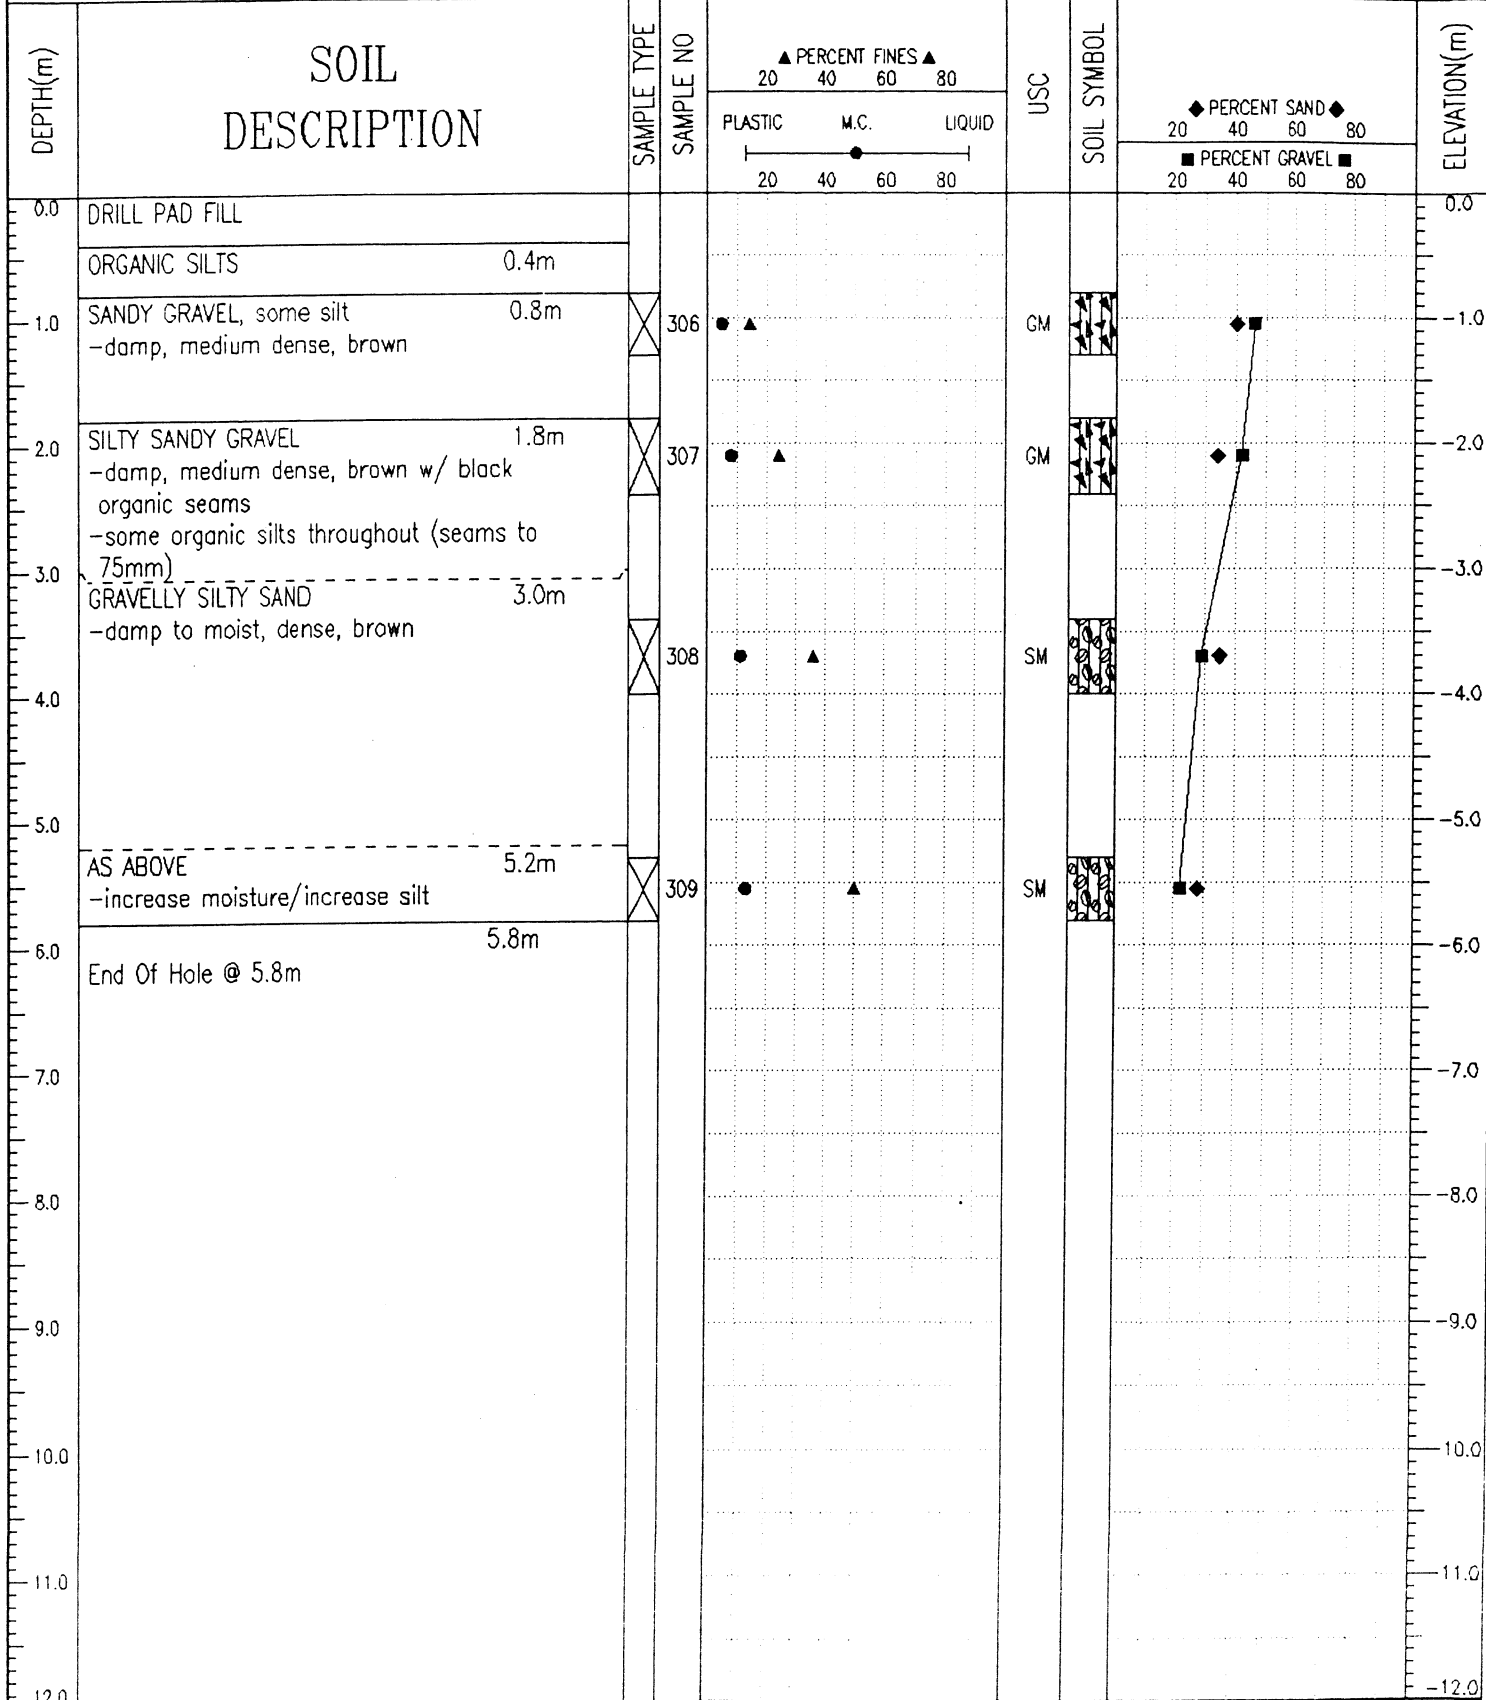 DEPTH(m)
SOIL
DESCRIPTION
SAMPLE TYPE
SAMPLE NO
▲ PERCENT FINES ▲
20 40 60 80
PLASTIC M.C. LIQUID
20 40 60 80
USC
SOIL SYMBOL
◆ PERCENT SAND ◆
20 40 60 80
■ PERCENT GRAVEL ■
20 40 60 80
ELEVATION(m)
0.0 DRILL PAD FILL 0.0
ORGANIC SILTS 0.4m
SANDY GRAVEL, some silt 0.8m
1.0 306 GM -1.0
-damp, medium dense, brown
SILTY SANDY GRAVEL 1.8m
2.0 307 GM -2.0
-damp, medium dense, brown w/ black
organic seams
-some organic silts throughout (seams to
75mm)
3.0 -3.0
GRAVELLY SILTY SAND 3.0m
-damp to moist, dense, brown
308 SM
4.0 -4.0
5.0 -5.0
AS ABOVE 5.2m
-increase moisture/increase silt
309 SM
5.8m
6.0 -6.0
End Of Hole @ 5.8m
7.0 -7.0
8.0 -8.0
9.0 -9.0
10.0 -10.0
11.0 -11.0
12.0 -12.0